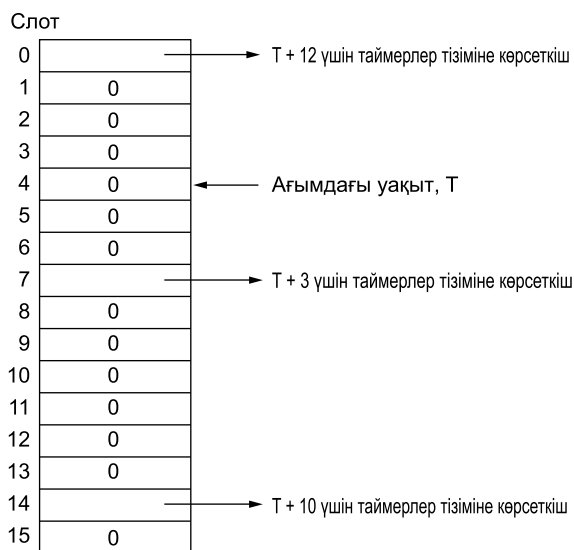 Слот
0 T + 12 үшін таймерлер тізіміне көрсеткіш
1 0
2 0
3 0
4 0 Ағымдағы уақыт, T
5 0
6 0
7 T + 3 үшін таймерлер тізіміне көрсеткіш
8 0
9 0
10 0
11 0
12 0
13 0
14 T + 10 үшін таймерлер тізіміне көрсеткіш
15 0